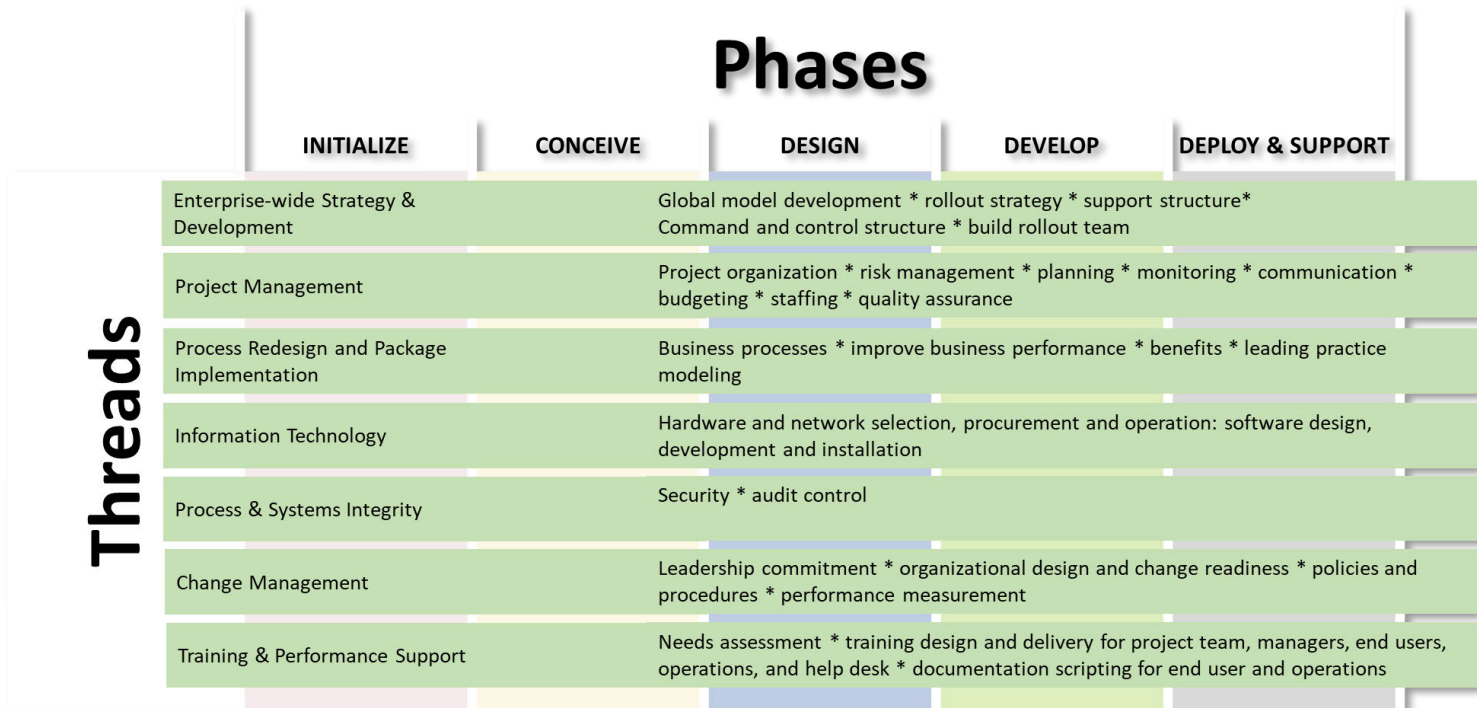 Phases
INITIALIZE
CONCEIVE
DESIGN
DEVELOP
DEPLOY & SUPPORT
Threads
Enterprise-wide Strategy &
Development
Global model development * rollout strategy * support structure*
Command and control structure * build rollout team
Project Management
Project organization * risk management * planning * monitoring * communication *
budgeting * staffing * quality assurance
Process Redesign and Package
Implementation
Business processes * improve business performance * benefits * leading practice
modeling
Information Technology
Hardware and network selection, procurement and operation: software design,
development and installation
Process & Systems Integrity
Security * audit control
Change Management
Leadership commitment * organizational design and change readiness * policies and
procedures * performance measurement
Training & Performance Support
Needs assessment * training design and delivery for project team, managers, end users,
operations, and help desk * documentation scripting for end user and operations